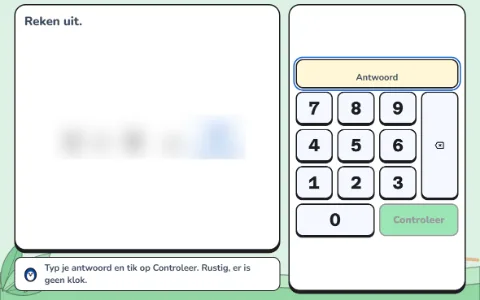 Reken uit.
Antwoord
7 8 9
4 5 6
1 2 3
0 Controleer
Typ je antwoord en tik op Controleer. Rustig, er is
geen klok.